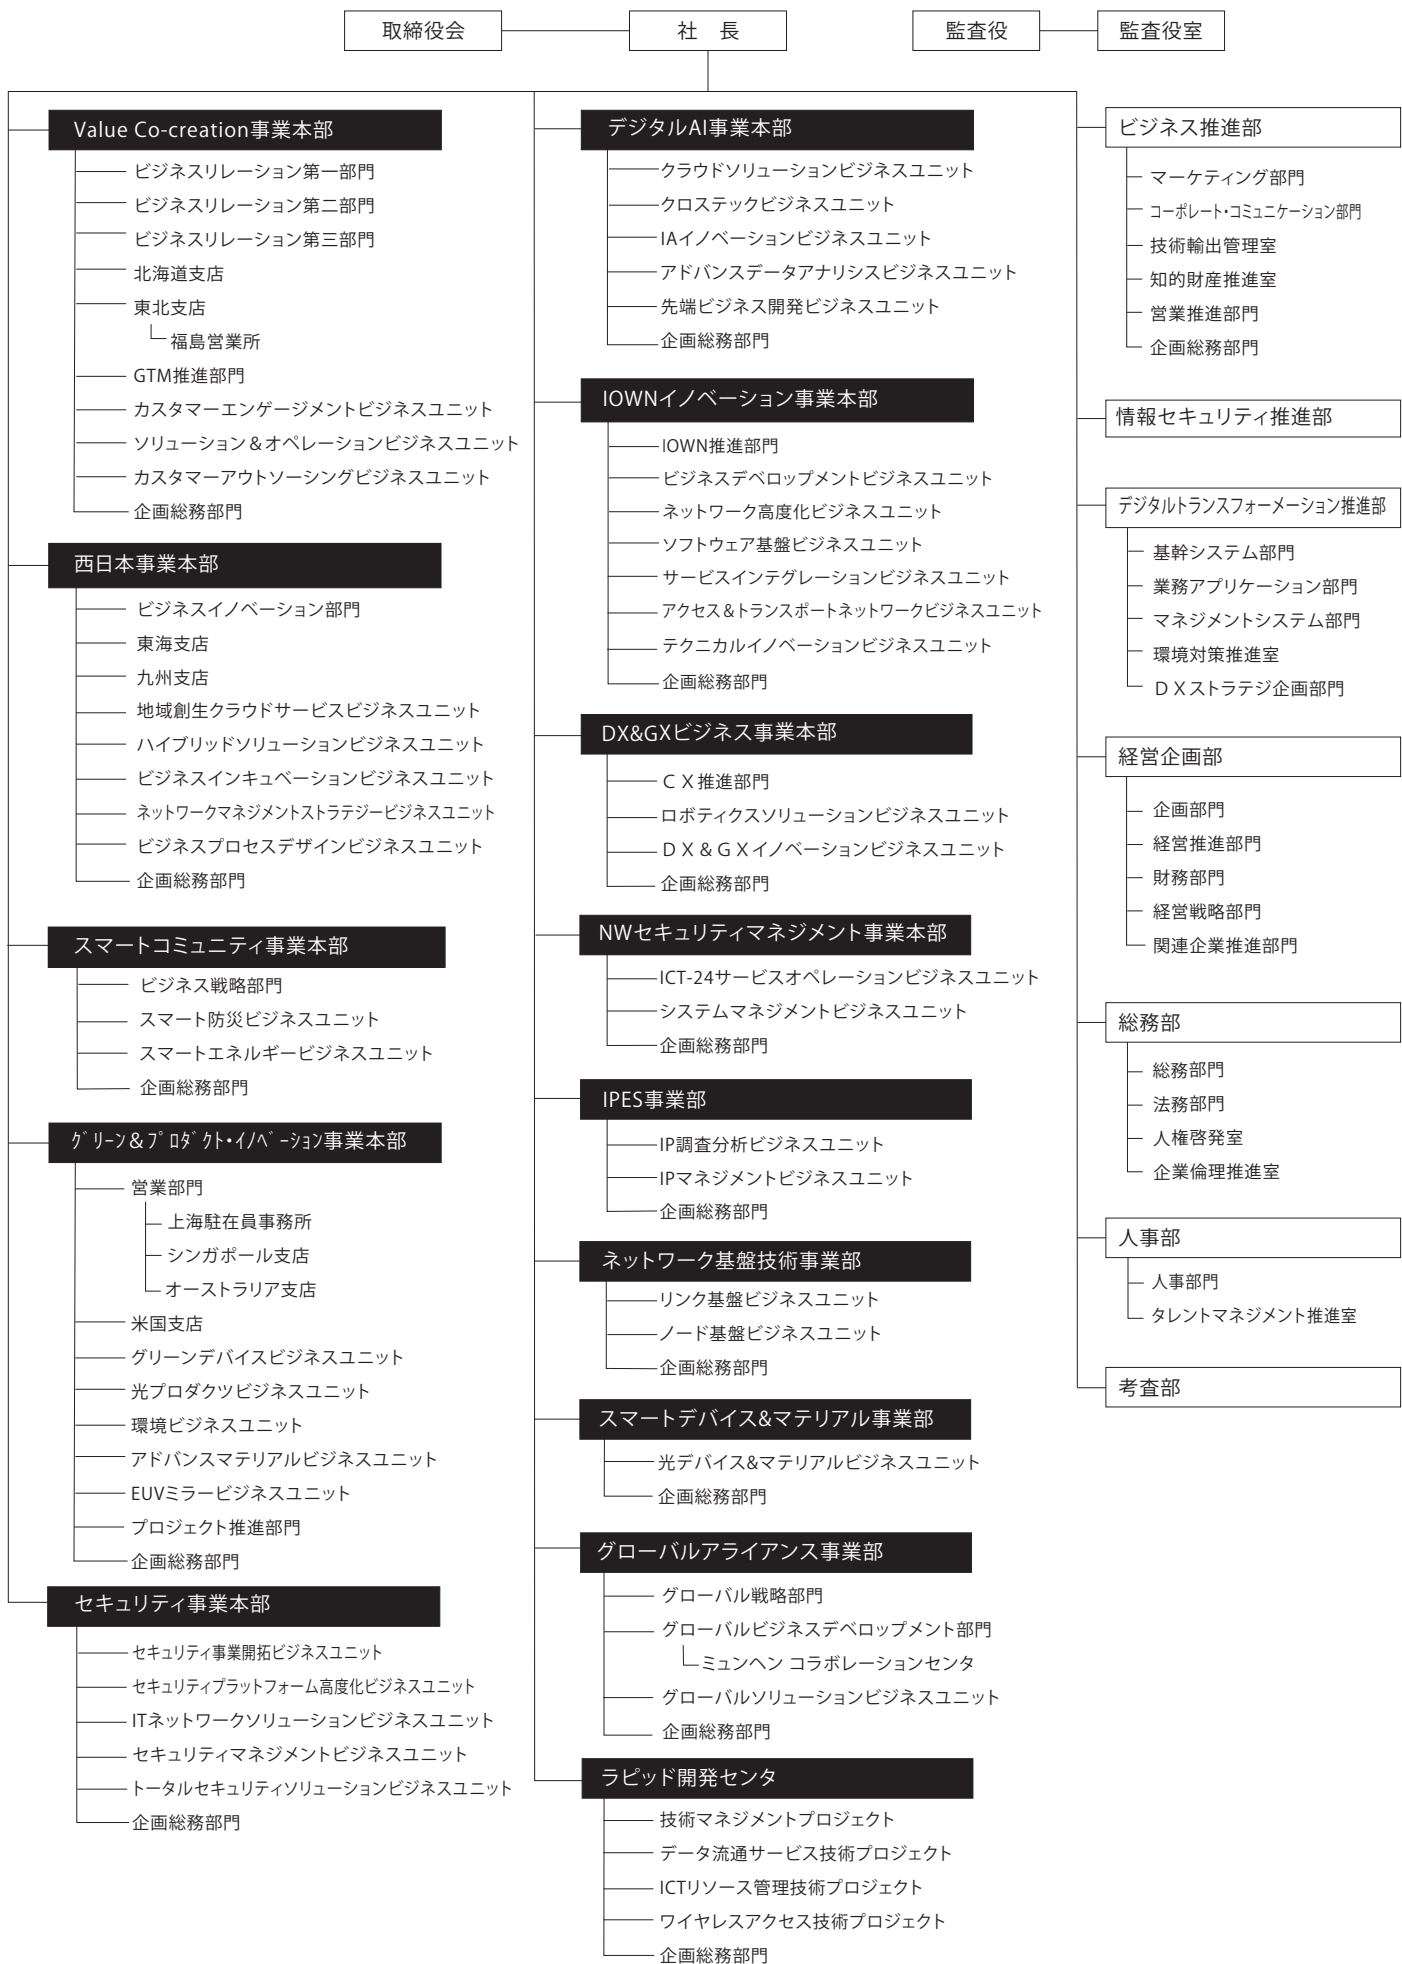 取締役会
社　長
監査役
監査役室
Value Co-creation事業本部
ビジネスリレーション第一部門
ビジネスリレーション第二部門
ビジネスリレーション第三部門
北海道支店
東北支店
福島営業所
GTM推進部門
カスタマーエンゲージメントビジネスユニット
ソリューション＆オペレーションビジネスユニット
カスタマーアウトソーシングビジネスユニット
企画総務部門
西日本事業本部
ビジネスイノベーション部門
東海支店
九州支店
地域創生クラウドサービスビジネスユニット
ハイブリッドソリューションビジネスユニット
ビジネスインキュベーションビジネスユニット
ネットワークマネジメントストラテジービジネスユニット
ビジネスプロセスデザインビジネスユニット
企画総務部門
スマートコミュニティ事業本部
ビジネス戦略部門
スマート防災ビジネスユニット
スマートエネルギービジネスユニット
企画総務部門
ｸﾞﾘｰﾝ＆ﾌﾟﾛﾀﾞｸﾄ・ｲﾉﾍﾞｰｼｮﾝ事業本部
営業部門
上海駐在員事務所
シンガポール支店
オーストラリア支店
米国支店
グリーンデバイスビジネスユニット
光プロダクツビジネスユニット
環境ビジネスユニット
アドバンスマテリアルビジネスユニット
EUVミラービジネスユニット
プロジェクト推進部門
企画総務部門
セキュリティ事業本部
セキュリティ事業開拓ビジネスユニット
セキュリティプラットフォーム高度化ビジネスユニット
ITネットワークソリューションビジネスユニット
セキュリティマネジメントビジネスユニット
トータルセキュリティソリューションビジネスユニット
企画総務部門
デジタルAI事業本部
クラウドソリューションビジネスユニット
クロステックビジネスユニット
IAイノベーションビジネスユニット
アドバンスデータアナリシスビジネスユニット
先端ビジネス開発ビジネスユニット
企画総務部門
IOWNイノベーション事業本部
IOWN推進部門
ビジネスデベロップメントビジネスユニット
ネットワーク高度化ビジネスユニット
ソフトウェア基盤ビジネスユニット
サービスインテグレーションビジネスユニット
アクセス＆トランスポートネットワークビジネスユニット
テクニカルイノベーションビジネスユニット
企画総務部門
DX&GXビジネス事業本部
ＣＸ推進部門
ロボティクスソリューションビジネスユニット
ＤＸ＆ＧＸイノベーションビジネスユニット
企画総務部門
NWセキュリティマネジメント事業本部
ICT-24サービスオペレーションビジネスユニット
システムマネジメントビジネスユニット
企画総務部門
IPES事業部
IP調査分析ビジネスユニット
IPマネジメントビジネスユニット
企画総務部門
ネットワーク基盤技術事業部
リンク基盤ビジネスユニット
ノード基盤ビジネスユニット
企画総務部門
スマートデバイス&マテリアル事業部
光デバイス&マテリアルビジネスユニット
企画総務部門
グローバルアライアンス事業部
グローバル戦略部門
グローバルビジネスデベロップメント部門
ミュンヘン コラボレーションセンタ
グローバルソリューションビジネスユニット
企画総務部門
ラピッド開発センタ
技術マネジメントプロジェクト
データ流通サービス技術プロジェクト
ICTリソース管理技術プロジェクト
ワイヤレスアクセス技術プロジェクト
企画総務部門
ビジネス推進部
マーケティング部門
コーポレート・コミュニケーション部門
技術輸出管理室
知的財産推進室
営業推進部門
企画総務部門
情報セキュリティ推進部
デジタルトランスフォーメーション推進部
基幹システム部門
業務アプリケーション部門
マネジメントシステム部門
環境対策推進室
ＤＸストラテジ企画部門
経営企画部
企画部門
経営推進部門
財務部門
経営戦略部門
関連企業推進部門
総務部
総務部門
法務部門
人権啓発室
企業倫理推進室
人事部
人事部門
タレントマネジメント推進室
考査部